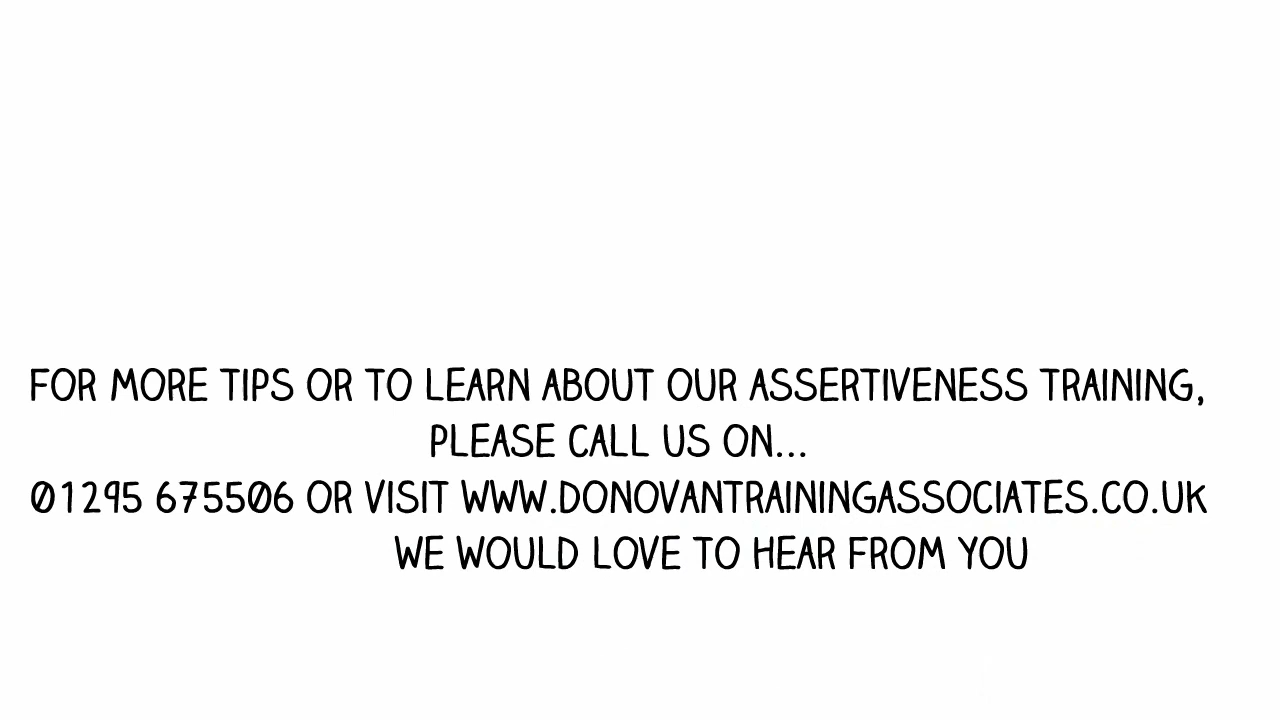 FOR MORE TIPS OR TO LEARN ABOUT OUR ASSERTIVENESS TRAINING,
PLEASE CALL US ON...
01295 675506 OR VISIT WWW.DONOVANTRAININGASSOCIATES.CO.UK
WE WOULD LOVE TO HEAR FROM YOU